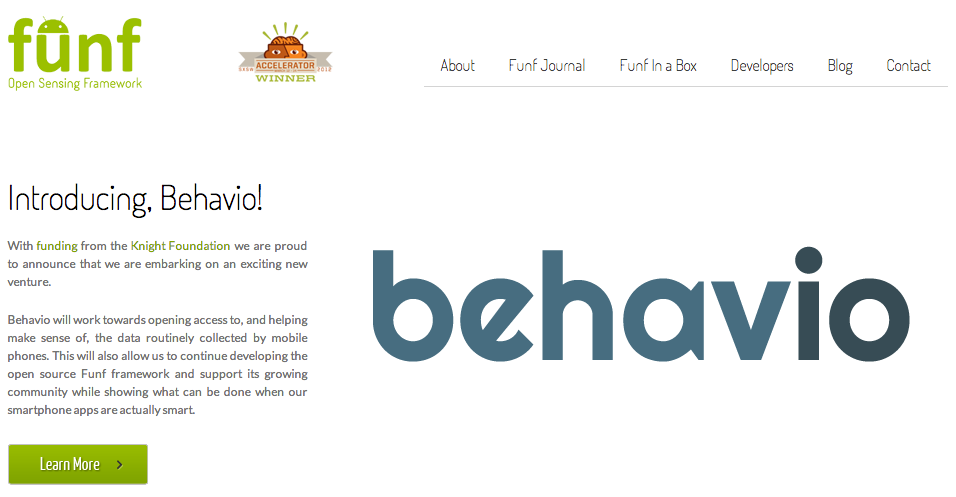 funf
Open Sensing Framework
SXSW ACCELERATOR 2012
WINNER
About Funf Journal Funf In a Box Developers Blog Contact
Introducing, Behavio!
With funding from the Knight Foundation we are proud
to announce that we are embarking on an exciting new
venture.
Behavio will work towards opening access to, and helping
make sense of, the data routinely collected by mobile
phones. This will also allow us to continue developing the
open source Funf framework and support its growing
community while showing what can be done when our
smartphone apps are actually smart.
Learn More
behavio